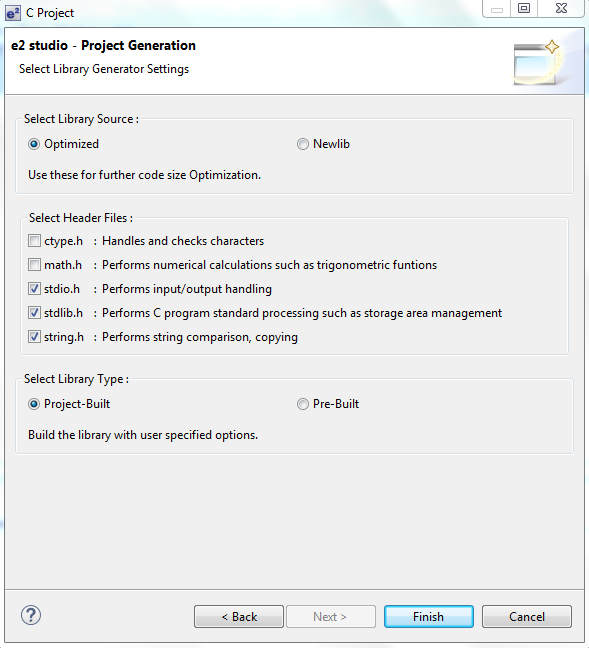 e² C Project
e2 studio - Project Generation
Select Library Generator Settings
Select Library Source :
Optimized Newlib
Use these for further code size Optimization.
Select Header Files :
ctype.h : Handles and checks characters
math.h : Performs numerical calculations such as trigonometric funtions
stdio.h : Performs input/output handling
stdlib.h : Performs C program standard processing such as storage area management
string.h : Performs string comparison, copying
Select Library Type :
Project-Built Pre-Built
Build the library with user specified options.
? < Back Next > Finish Cancel